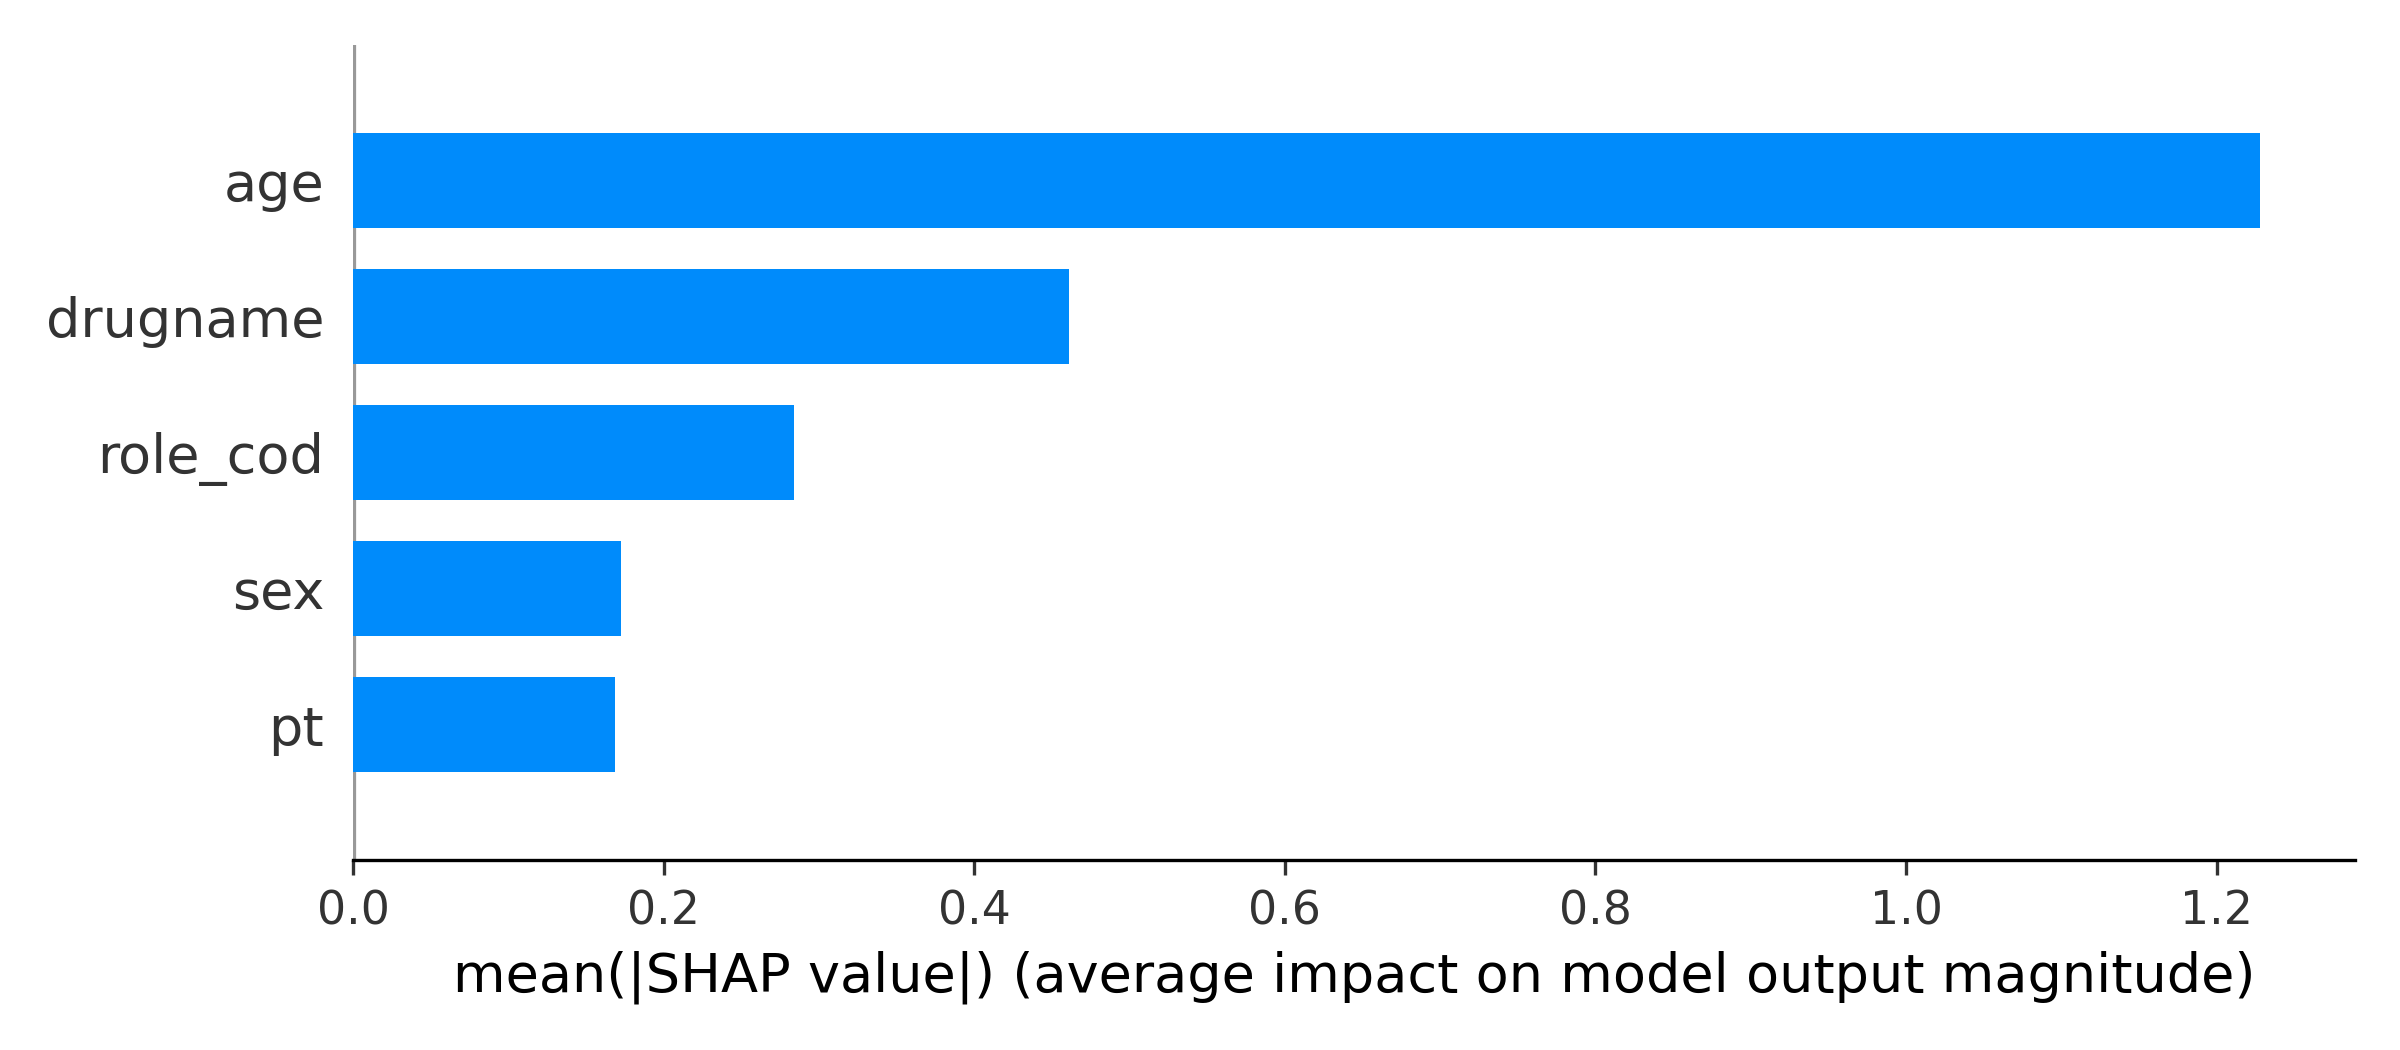 age
drugname
role_cod
sex
pt
0.0 0.2 0.4 0.6 0.8 1.0 1.2
mean(|SHAP value|) (average impact on model output magnitude)